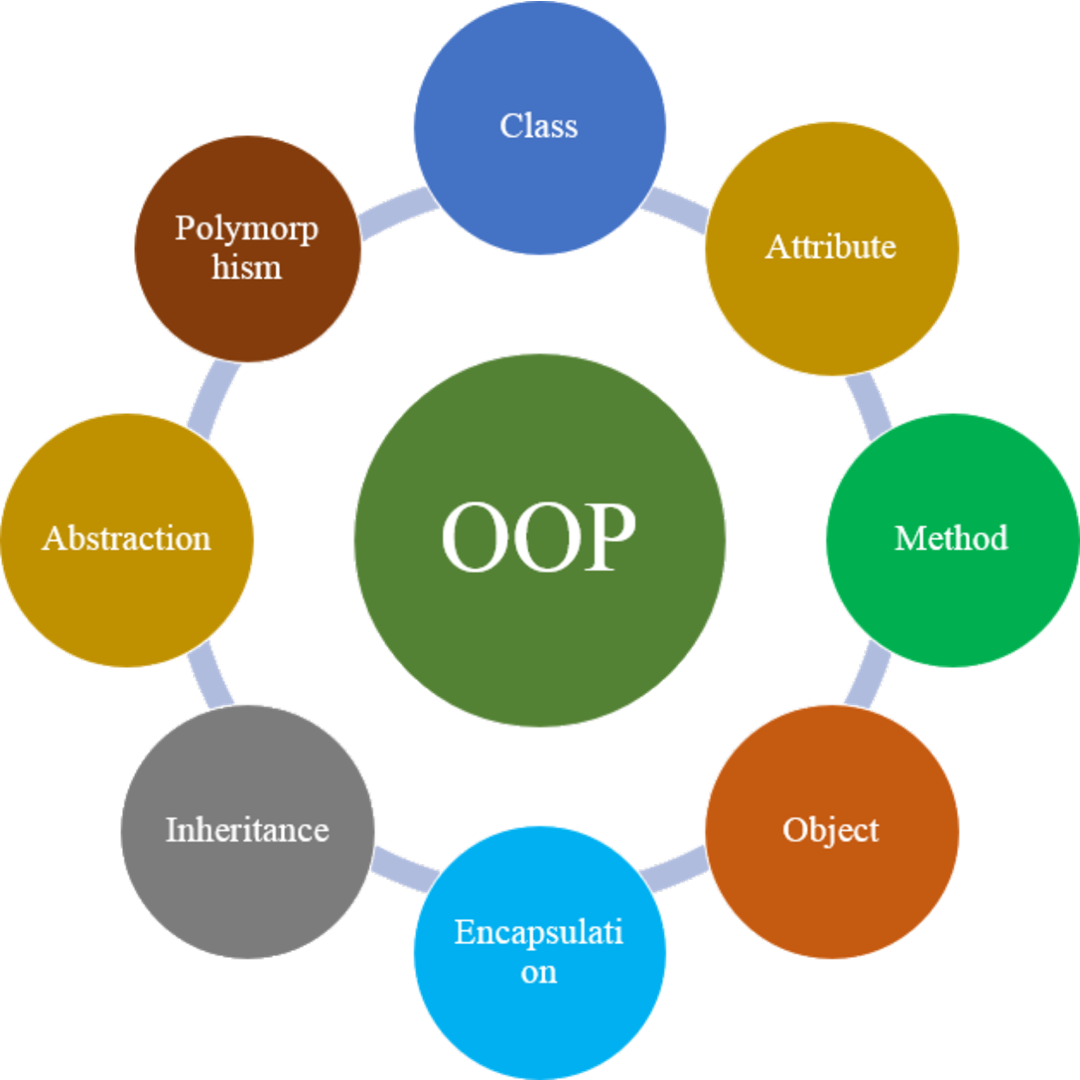 Class
Attribute
Polymorp
hism
OOP
Abstraction
Method
Inheritance
Object
Encapsulati
on